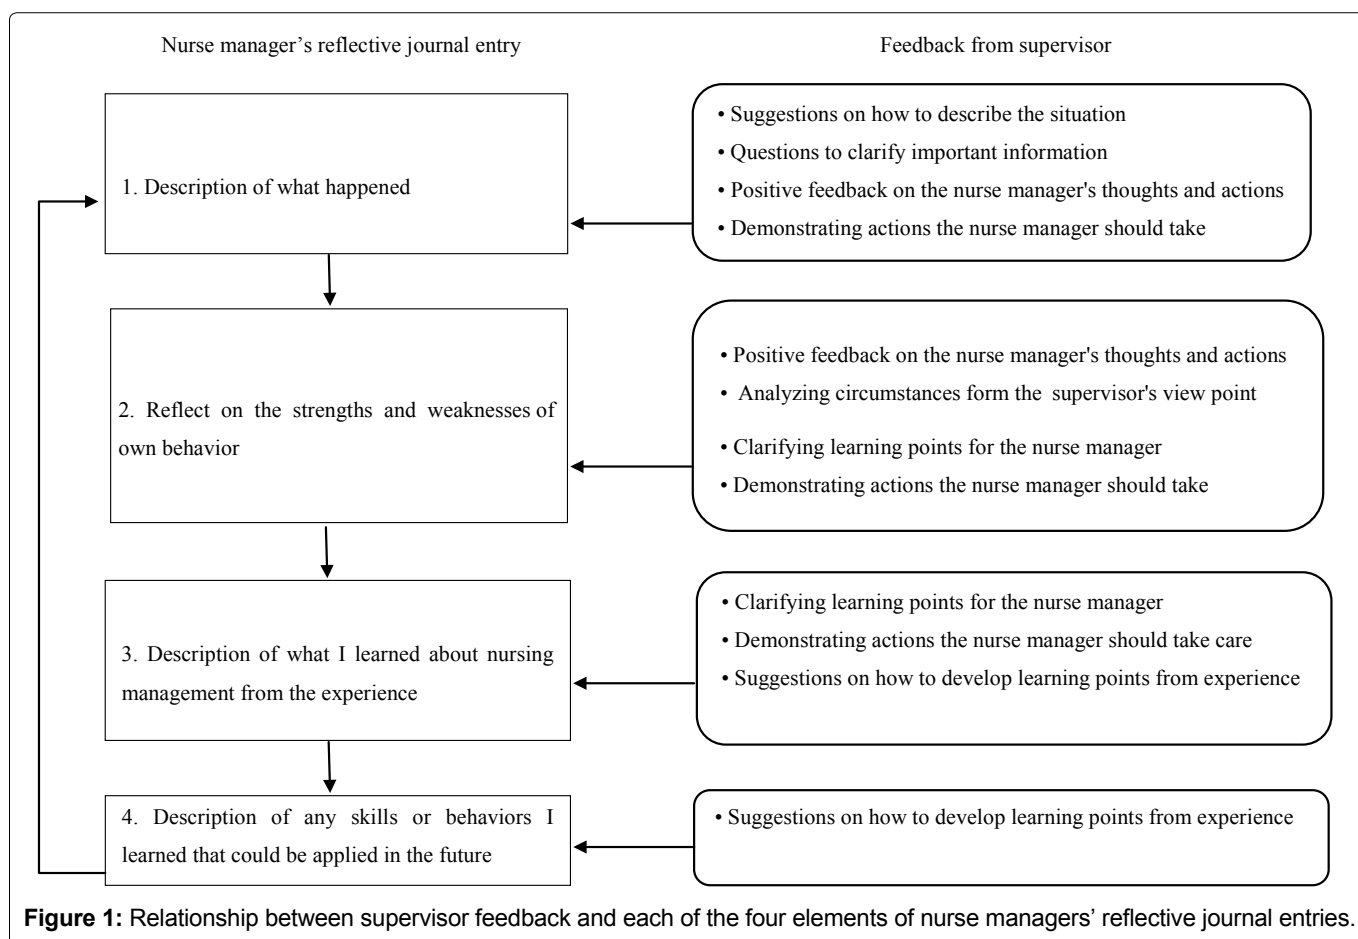 Nurse manager’s reflective journal entry
Feedback from supervisor
1. Description of what happened
• Suggestions on how to describe the situation
• Questions to clarify important information
• Positive feedback on the nurse manager's thoughts and actions
• Demonstrating actions the nurse manager should take
2. Reflect on the strengths and weaknesses of
own behavior
• Positive feedback on the nurse manager's thoughts and actions
• Analyzing circumstances form the supervisor's view point
• Clarifying learning points for the nurse manager
• Demonstrating actions the nurse manager should take
3. Description of what I learned about nursing
management from the experience
• Clarifying learning points for the nurse manager
• Demonstrating actions the nurse manager should take care
• Suggestions on how to develop learning points from experience
4. Description of any skills or behaviors I
learned that could be applied in the future
• Suggestions on how to develop learning points from experience
Figure 1: Relationship between supervisor feedback and each of the four elements of nurse managers’ reflective journal entries.